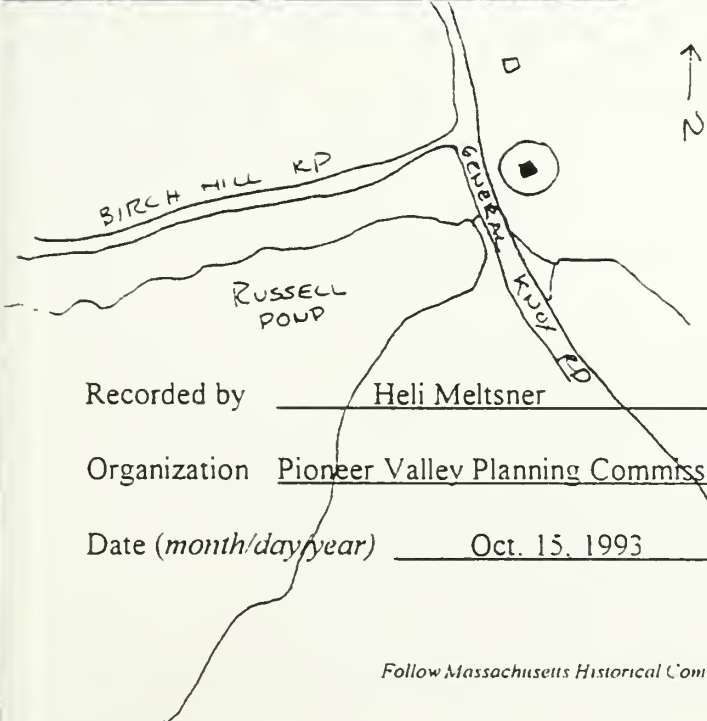 N
BIRCH HILL RD
GENERAL KNOX RD
RUSSELL
POND
Recorded by Heli Meltsner
Organization Pioneer Valley Planning Commiss
Date (month/day/year) Oct. 15. 1993
Follow Massachusetts Historical Com